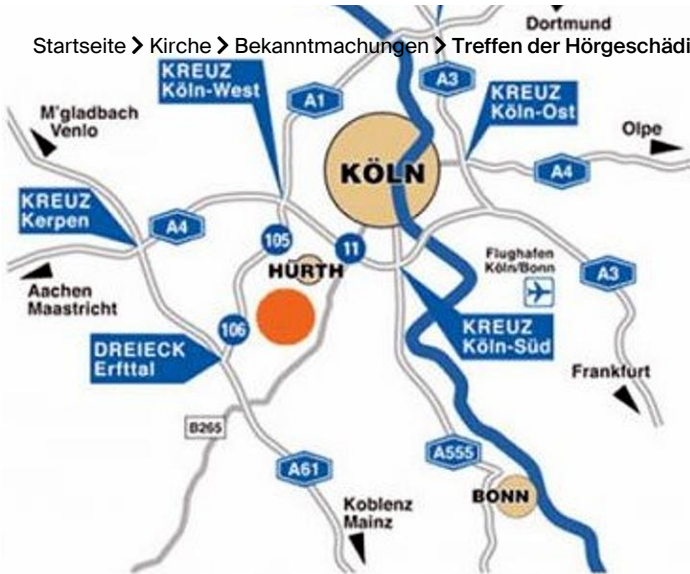 Dortmund
Startseite > Kirche > Bekanntmachungen > Treffen der Hörgeschädi
KREUZ
Köln-West
A1
A3
KREUZ
Köln-Ost
M'gladbach
Venlo
Olpe
KÖLN
A4
KREUZ
Kerpen
A4
105
11
HÜRTH
Flughafen
Köln/Bonn
A3
Aachen
Maastricht
106
KREUZ
Köln-Süd
DREIECK
Erfttal
Frankfurt
B265
A555
A61
BONN
Koblenz
Mainz